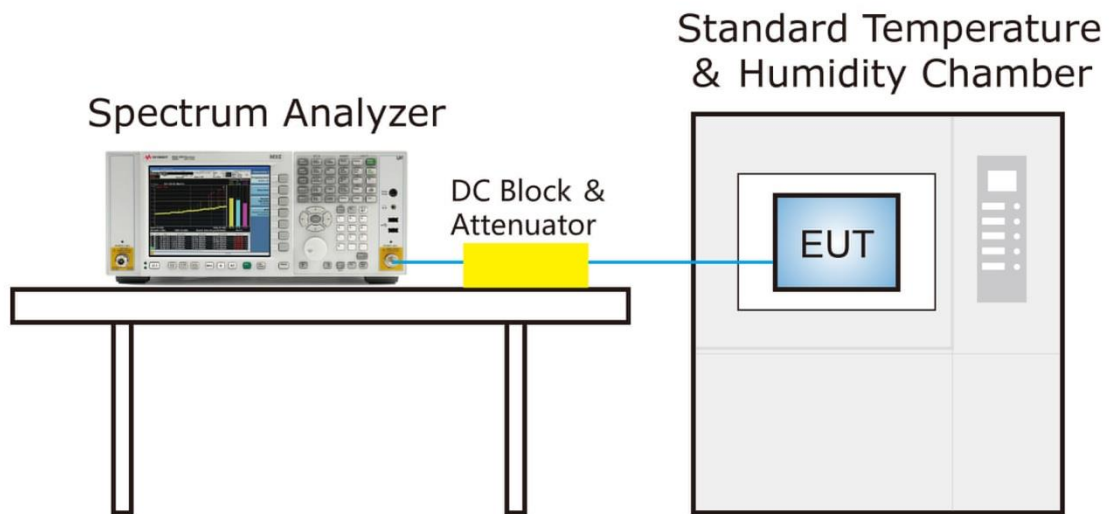 Standard Temperature
& Humidity Chamber
Spectrum Analyzer
DC Block &
Attenuator
EUT